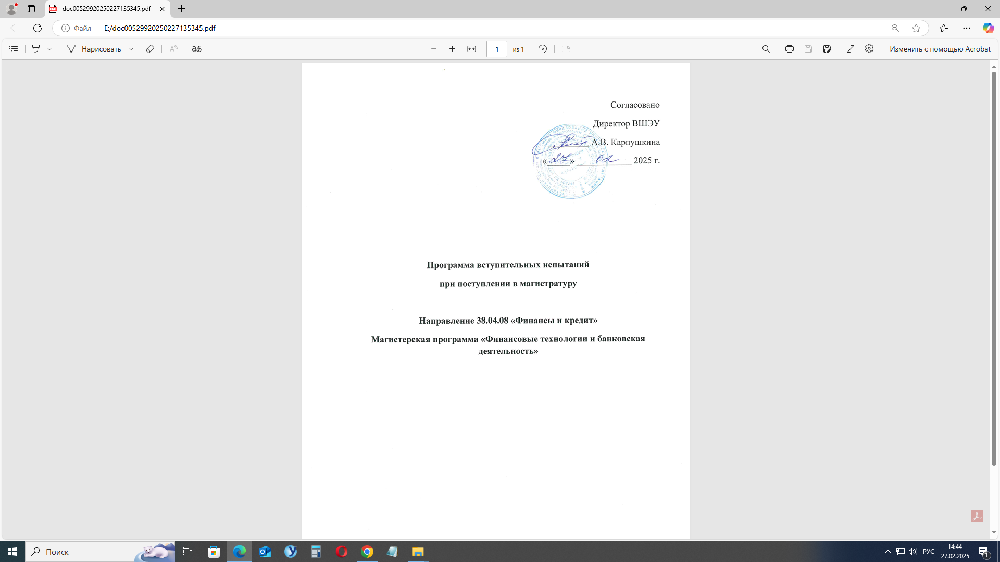 doc00529920250227135345.pdf
Файл
E:/doc00529920250227135345.pdf
Нарисовать
1 из 1
Изменить с помощью Acrobat
Согласовано
Директор ВШЭУ
А.В. Карпушкина
«27» 02 2025 г.
Программа вступительных испытаний
при поступлении в магистратуру
Направление 38.04.08 «Финансы и кредит»
Магистерская программа «Финансовые технологии и банковская
деятельность»
Поиск
РУС
14:44
27.02.2025
1